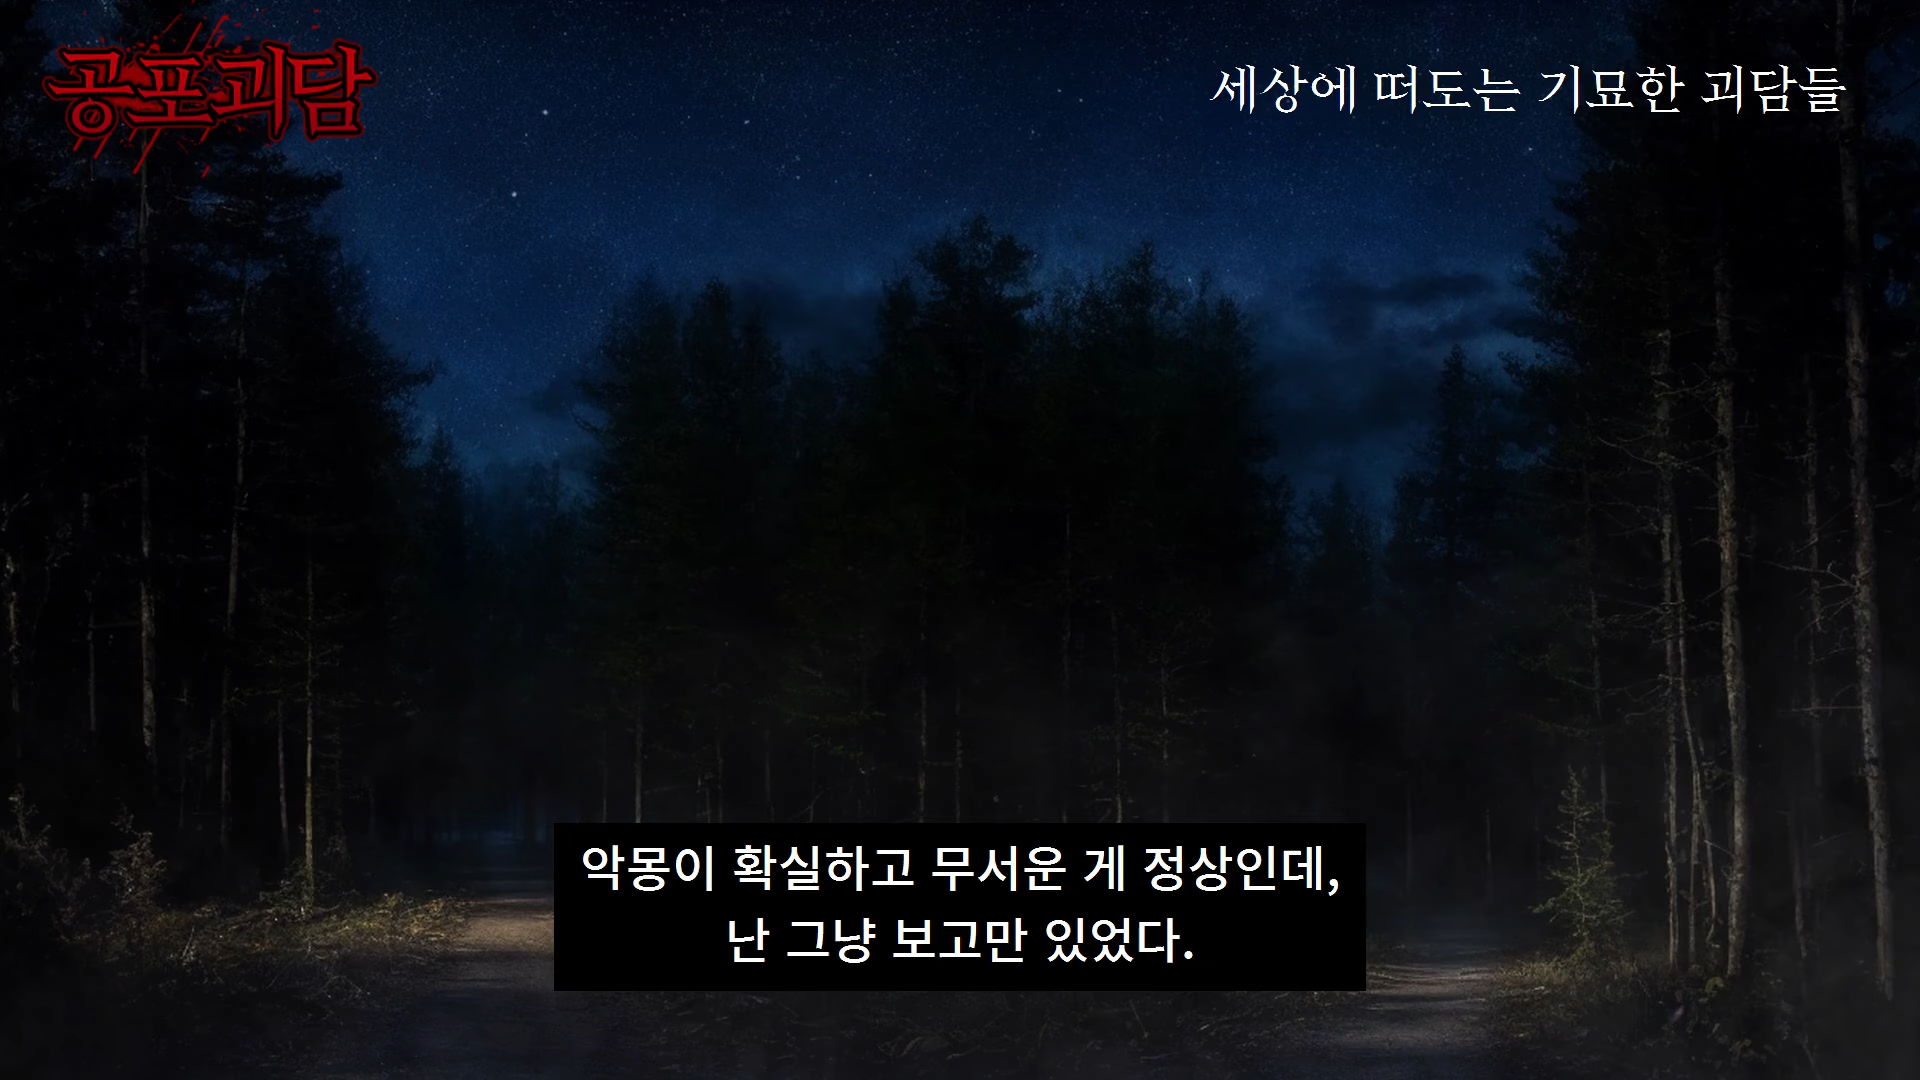 공포괴담
세상에 떠도는 기묘한 괴담들
악몽이 확실하고 무서운 게 정상인데,
난 그냥 보고만 있었다.